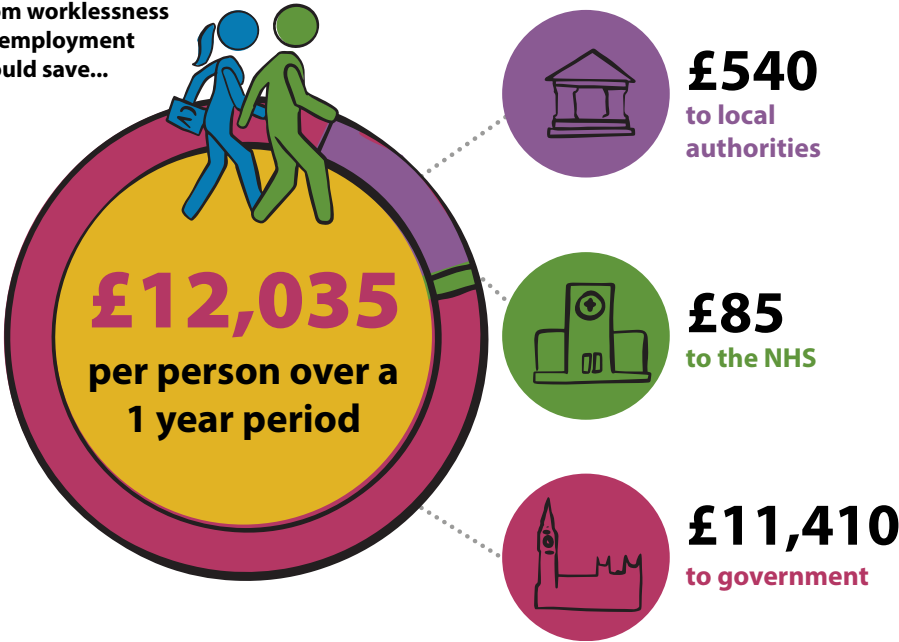 worklessness
employment
save...
£12,035
per person over a
1 year period
£540
to local
authorities
£85
to the NHS
£11,410
to government